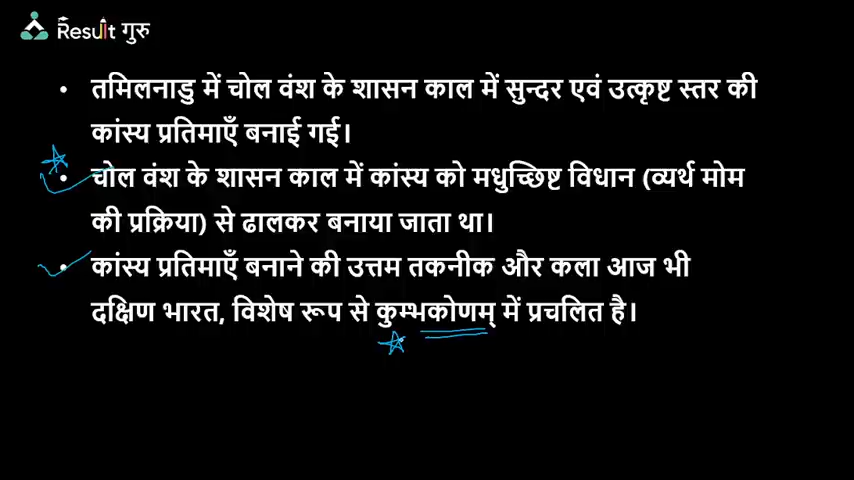 Result गुरु
• तमिलनाडु में चोल वंश के शासन काल में सुन्दर एवं उत्कृष्ट स्तर की
कांस्य प्रतिमाएँ बनाई गई।
• चोल वंश के शासन काल में कांस्य को मधुच्छिष्ट विधान (व्यर्थ मोम
की प्रक्रिया) से ढालकर बनाया जाता था।
• कांस्य प्रतिमाएँ बनाने की उत्तम तकनीक और कला आज भी
दक्षिण भारत, विशेष रूप से कुम्भकोणम् में प्रचलित है।